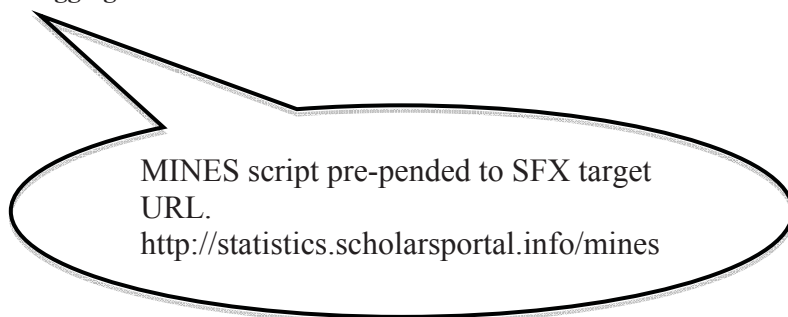 MINES script pre-pended to SFX target
URL.
http://statistics.scholarsportal.info/mines